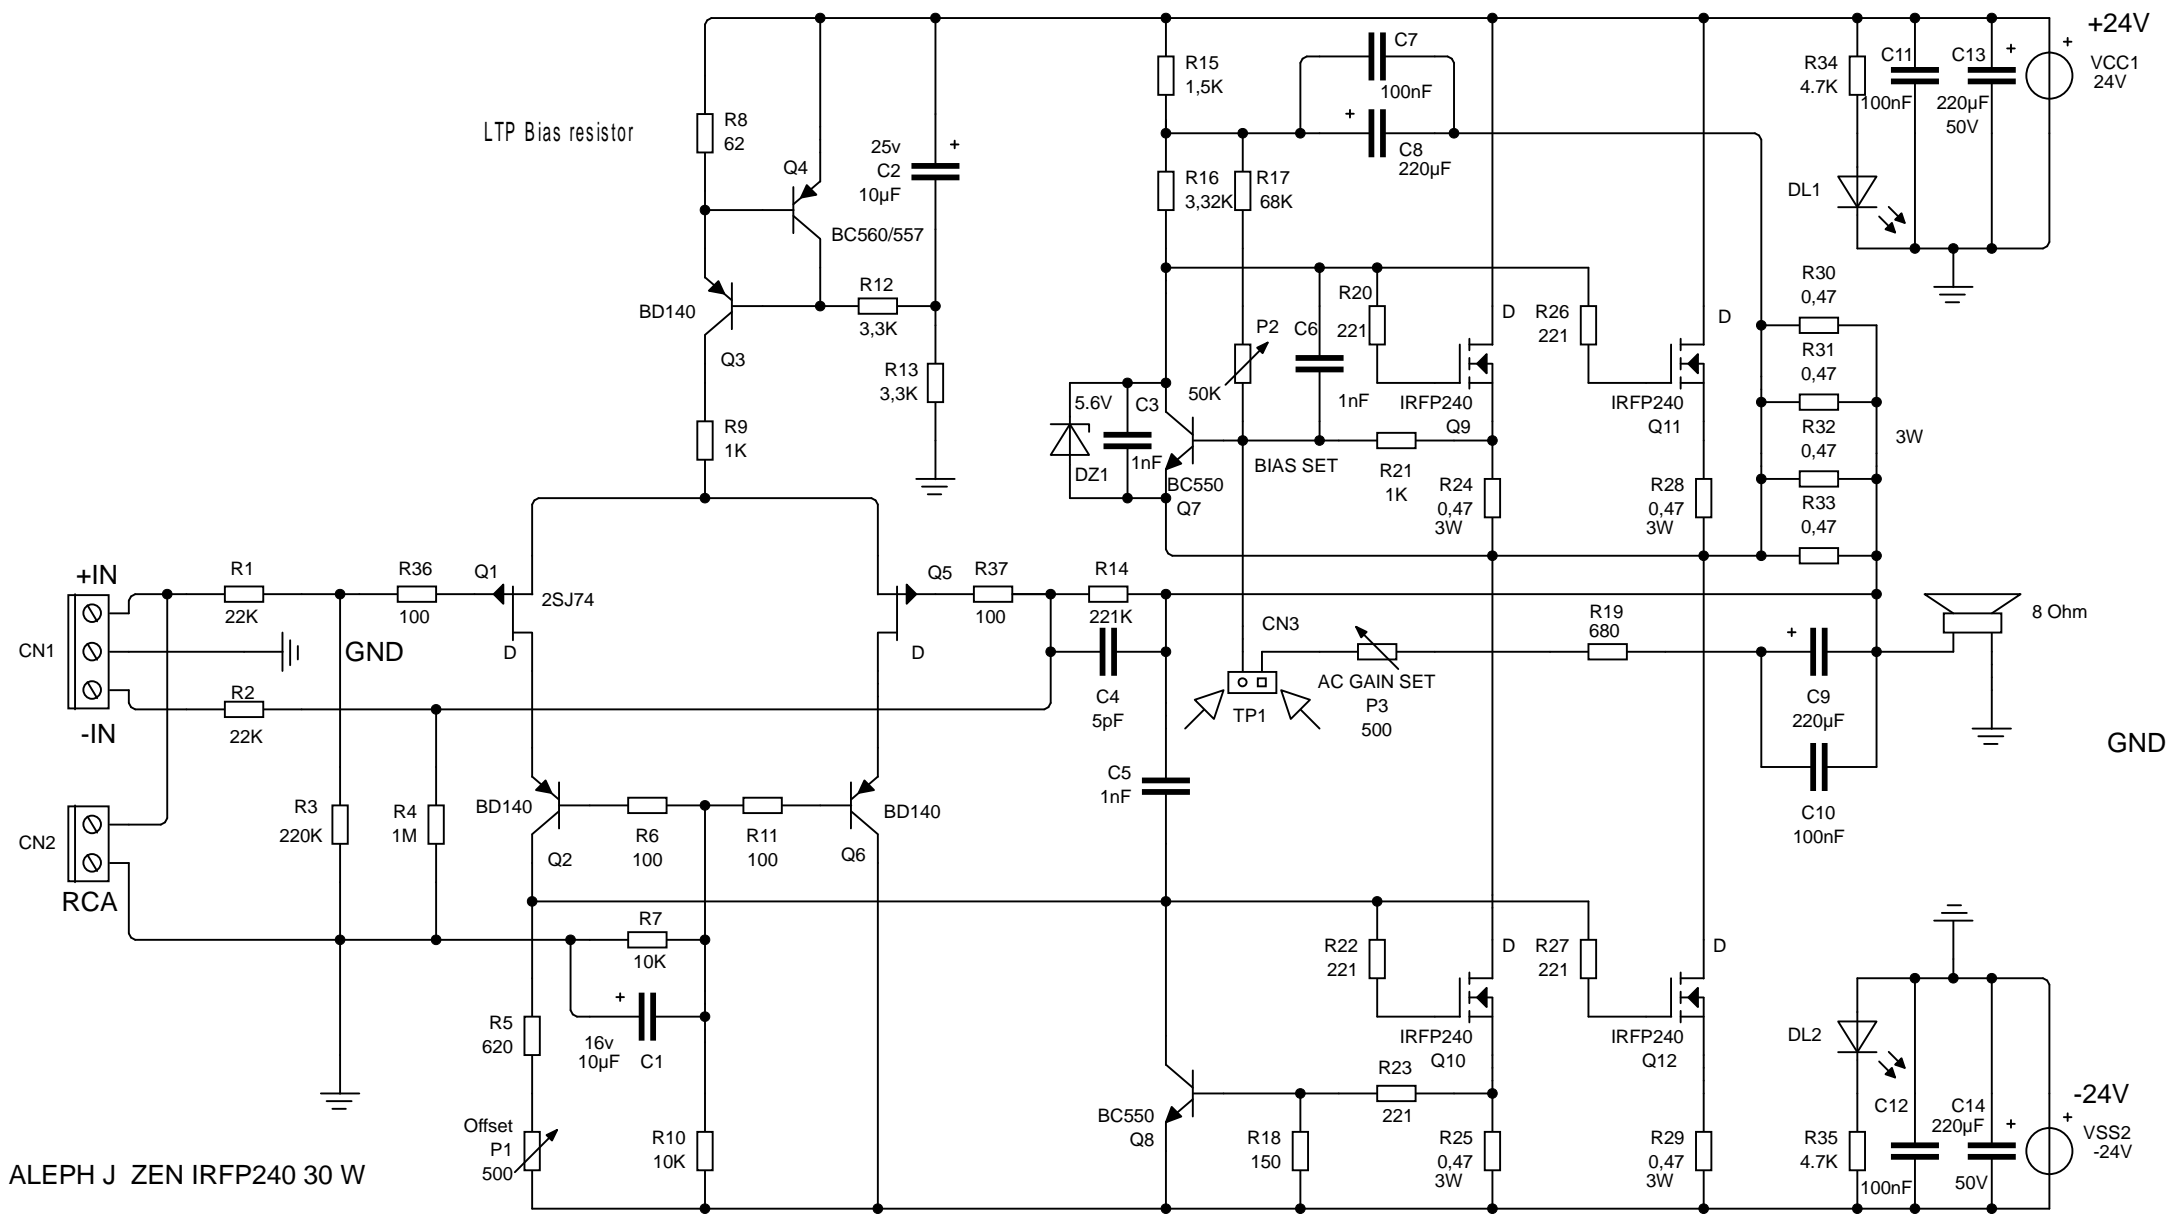 +24V
C7
100nF
R15
1,5K
R34
4.7K
C11
100nF
C13
220µF
50V
+
+
VCC1
24V
R8
62
LTP Bias resistor
25v
C2
10µF
+
+
C8
220µF
Q4
BC560/557
R16
3,32K
R17
68K
DL1
R12
3,3K
BD140
Q3
R13
3,3K
R20
221
R26
221
D
D
P2
50K
C6
1nF
R30
0,47
R31
0,47
R32
0,47
R33
0,47
3W
R9
1K
5.6V
C3
1nF
DZ1
BC550
Q7
BIAS SET
R21
1K
IRFP240
Q9
IRFP240
Q11
R24
0,47
3W
R28
0,47
3W
+IN
R1
22K
R36
100
Q1
2SJ74
D
Q5
D
R37
100
R14
221K
CN1
GND
C4
5pF
CN3
TP1
AC GAIN SET
P3
500
R19
680
+
C9
220µF
8 Ohm
GND
R2
22K
-IN
C5
1nF
C10
100nF
CN2
RCA
R3
220K
R4
1M
BD140
Q2
R6
100
R11
100
BD140
Q6
R7
10K
+
16v
10µF
C1
R5
620
R22
221
R27
221
D
D
IRFP240
Q10
IRFP240
Q12
DL2
Offset
P1
500
R10
10K
BC550
Q8
R23
221
R18
150
R25
0,47
3W
R29
0,47
3W
R35
4.7K
C12
100nF
C14
220µF
50V
+
+
-24V
VSS2
-24V
ALEPH J ZEN IRFP240 30 W